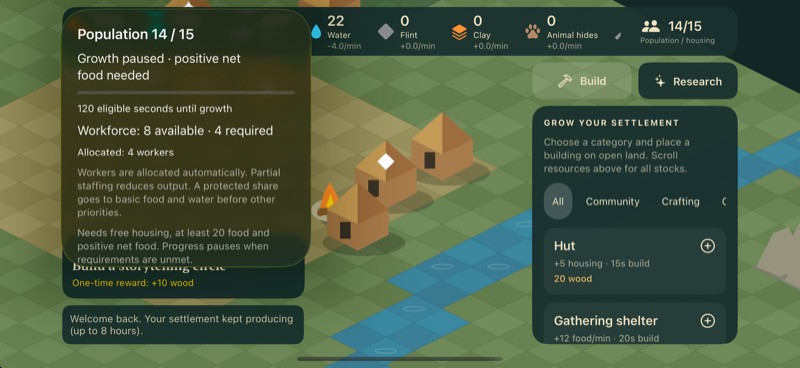 Population 14 / 15
Growth paused · positive net
food needed
120 eligible seconds until growth
Workforce: 8 available · 4 required
Allocated: 4 workers
Workers are allocated automatically. Partial
staffing reduces output. A protected share
goes to basic food and water before other
priorities.
Needs free housing, at least 20 food and
positive net food. Progress pauses when
requirements are unmet.
Build a storytelling circle
One-time reward: +10 wood
Welcome back. Your settlement kept producing
(up to 8 hours).
22
Water
-4.0/min
0
Flint
+0.0/min
0
Clay
+0.0/min
0
Animal hides
+0.0/min
14/15
Population / housing
Build
Research
GROW YOUR SETTLEMENT
Choose a category and place a
building on open land. Scroll
resources above for all stocks.
All Community Crafting
Hut
+5 housing · 15s build
20 wood
Gathering shelter
+12 food/min · 20s build